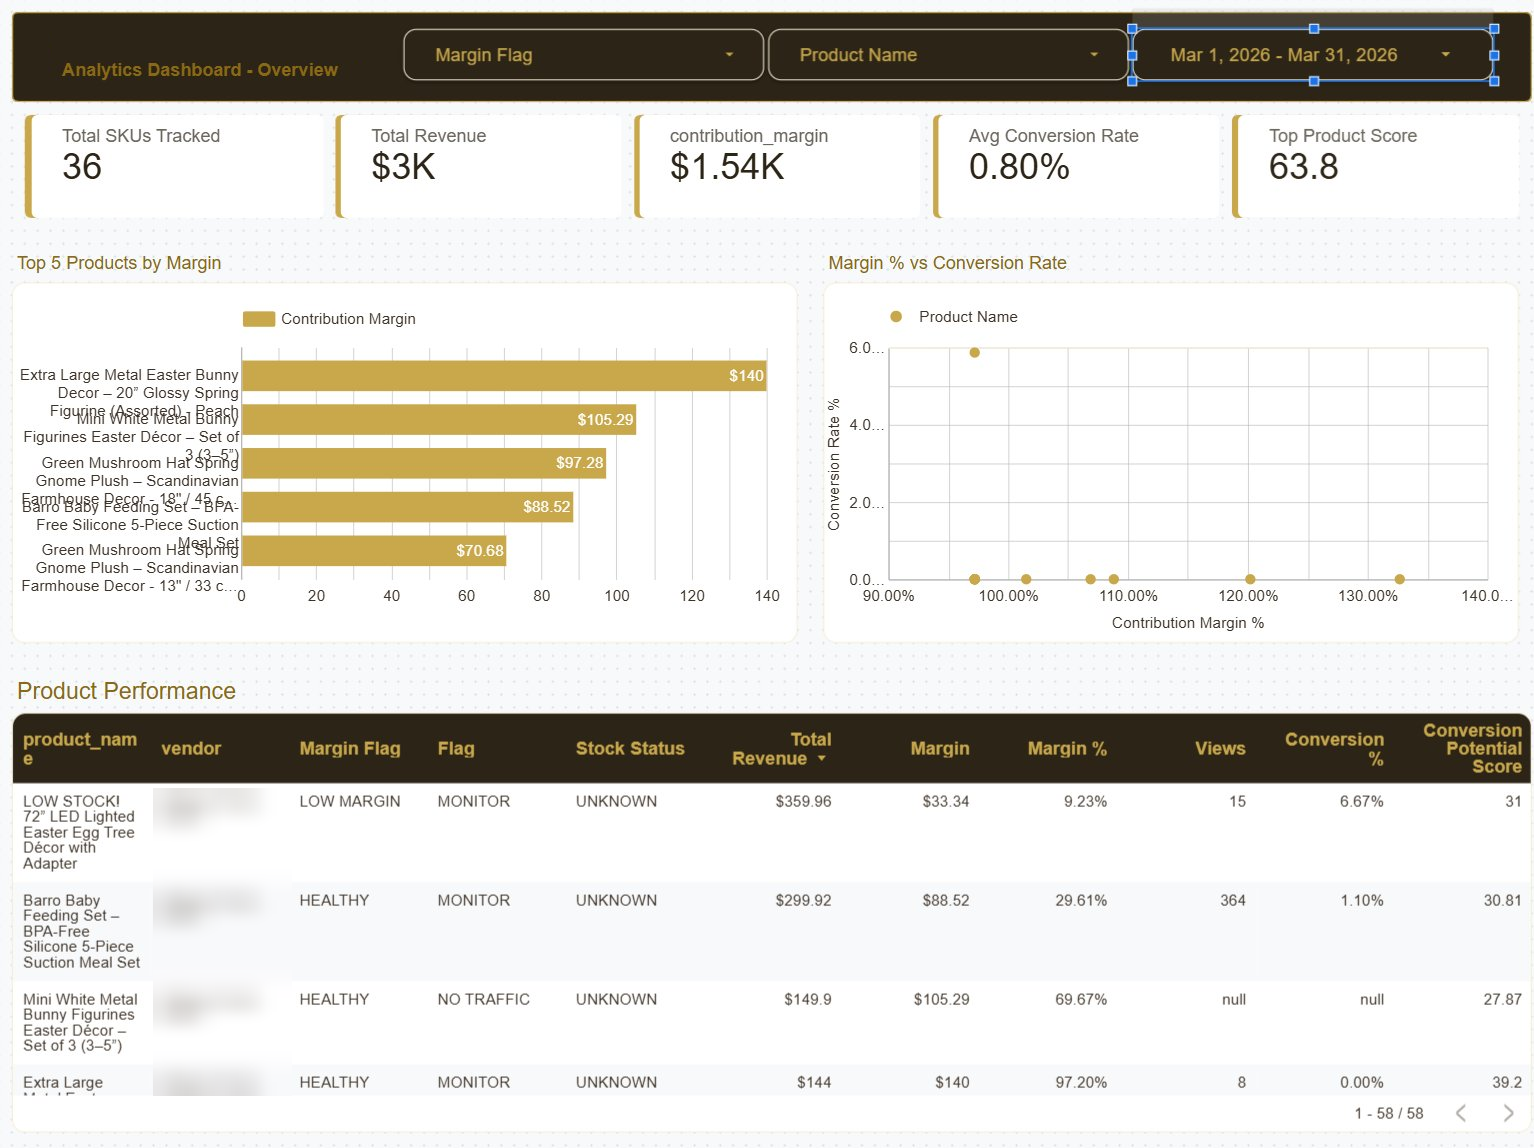 Analytics Dashboard - Overview
Margin Flag
Product Name
Mar 1, 2026 - Mar 31, 2026
Total SKUs Tracked
36
Total Revenue
$3K
contribution_margin
$1.54K
Avg Conversion Rate
0.80%
Top Product Score
63.8
Top 5 Products by Margin
Contribution Margin
Extra Large Metal Easter Bunny
Decor – 20” Glossy Spring
Figurine (Assorted) - Peach
$140
Mini White Metal Bunny
Figurines Easter Décor – Set of
3 (3–5”)
$105.29
Green Mushroom Hat Spring
Gnome Plush – Scandinavian
Farmhouse Decor - 18" / 45 c...
$97.28
Barro Baby Feeding Set – BPA-
Free Silicone 5-Piece Suction
Meal Set
$88.52
Green Mushroom Hat Spring
Gnome Plush – Scandinavian
Farmhouse Decor - 13" / 33 c...
$70.68
0 20 40 60 80 100 120 140
Margin % vs Conversion Rate
Product Name
Conversion Rate %
6.0...
4.0...
2.0...
0.0...
90.00% 100.00% 110.00% 120.00% 130.00% 140.0...
Contribution Margin %
Product Performance
product_nam
e
vendor
Margin Flag
Flag
Stock Status
Total
Revenue
Margin
Margin %
Views
Conversion
%
Conversion
Potential
Score
LOW STOCK!
72” LED Lighted
Easter Egg Tree
Décor with
Adapter
LOW MARGIN MONITOR UNKNOWN $359.96 $33.34 9.23% 15 6.67% 31
Barro Baby
Feeding Set –
BPA-Free
Silicone 5-Piece
Suction Meal Set
HEALTHY MONITOR UNKNOWN $299.92 $88.52 29.61% 364 1.10% 30.81
Mini White Metal
Bunny Figurines
Easter Décor –
Set of 3 (3–5”)
HEALTHY NO TRAFFIC UNKNOWN $149.9 $105.29 69.67% null null 27.87
Extra Large
HEALTHY MONITOR UNKNOWN $144 $140 97.20% 8 0.00% 39.2
1 - 58 / 58